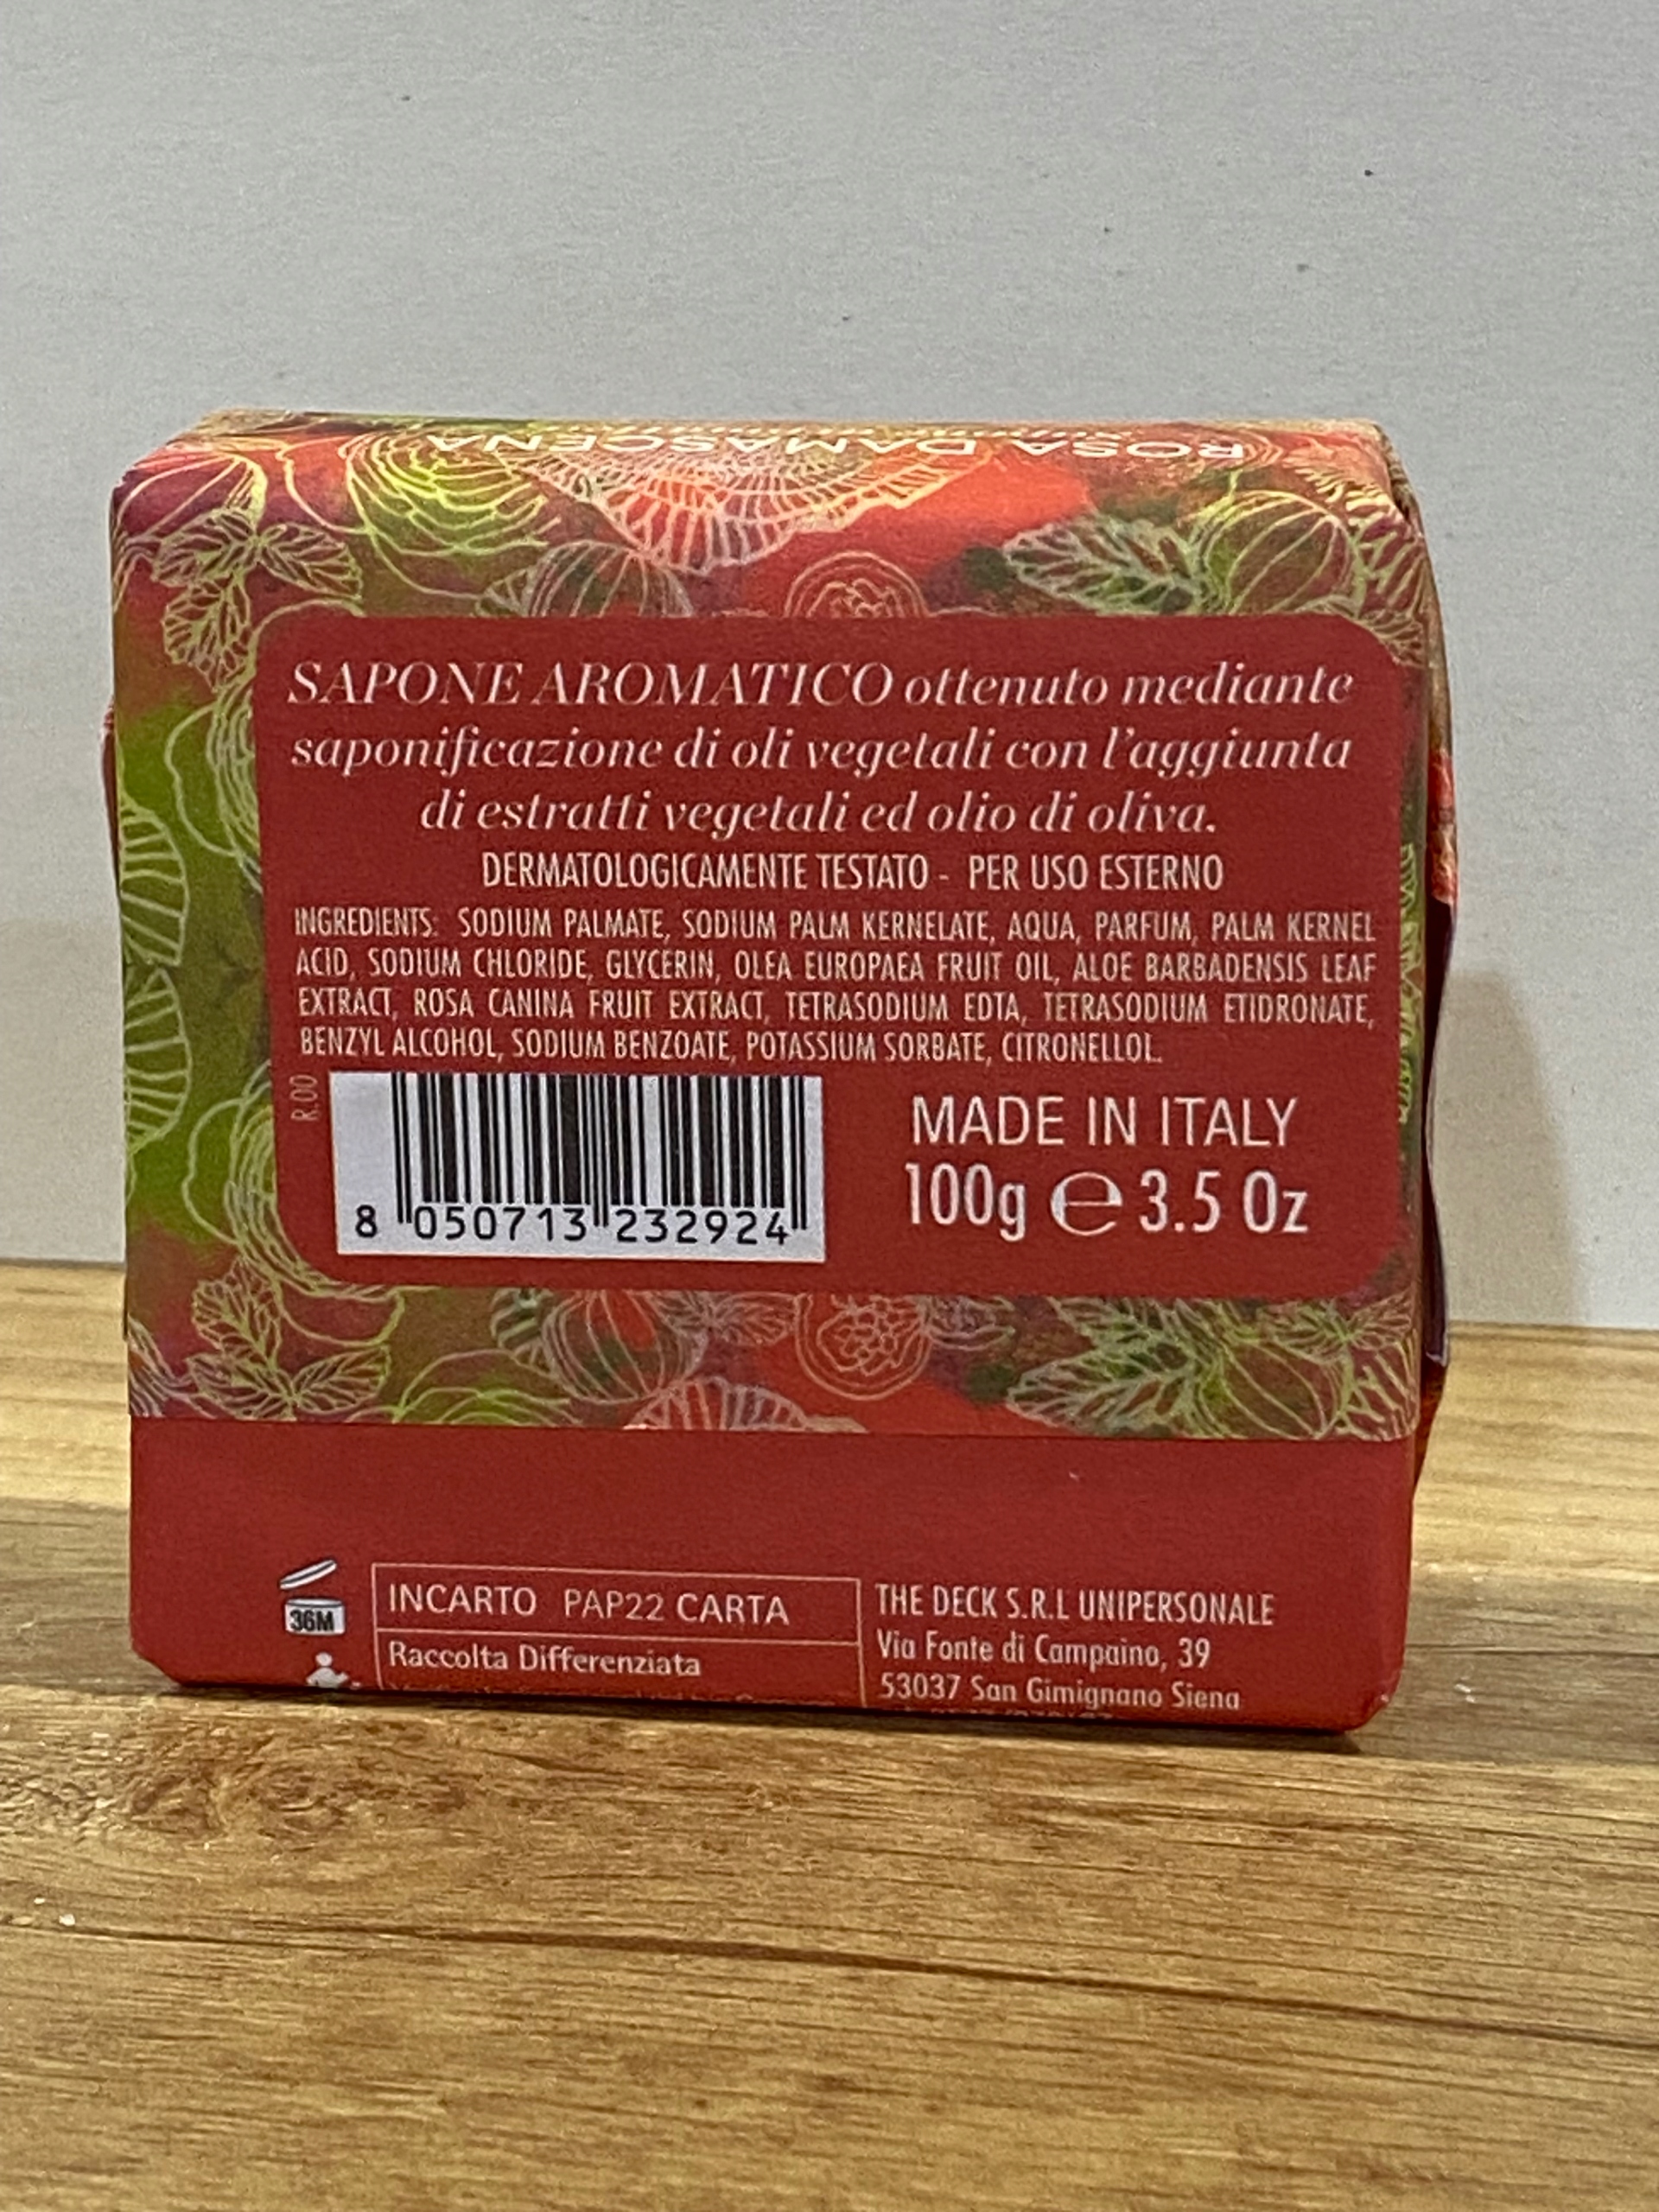 ROSA DAMASCENA
SAPONE AROMATICO ottenuto mediante
saponificazione di oli vegetali con l'aggiunta
di estratti vegetali ed olio di oliva.
DERMATOLOGICAMENTE TESTATO - PER USO ESTERNO
INGREDIENTS: SODIUM PALMATE, SODIUM PALM KERNELATE, AQUA, PARFUM, PALM KERNEL
ACID, SODIUM CHLORIDE, GLYCERIN, OLEA EUROPAEA FRUIT OIL, ALOE BARBADENSIS LEAF
EXTRACT, ROSA CANINA FRUIT EXTRACT, TETRASODIUM EDTA, TETRASODIUM ETIDRONATE,
BENZYL ALCOHOL, SODIUM BENZOATE, POTASSIUM SORBATE, CITRONELLOL.
R.00
8 050713 232924
MADE IN ITALY
100g ℮ 3.5 Oz
36M
INCARTO PAP22 CARTA
Raccolta Differenziata
THE DECK S.R.L UNIPERSONALE
Via Fonte di Campaino, 39
53037 San Gimignano Siena